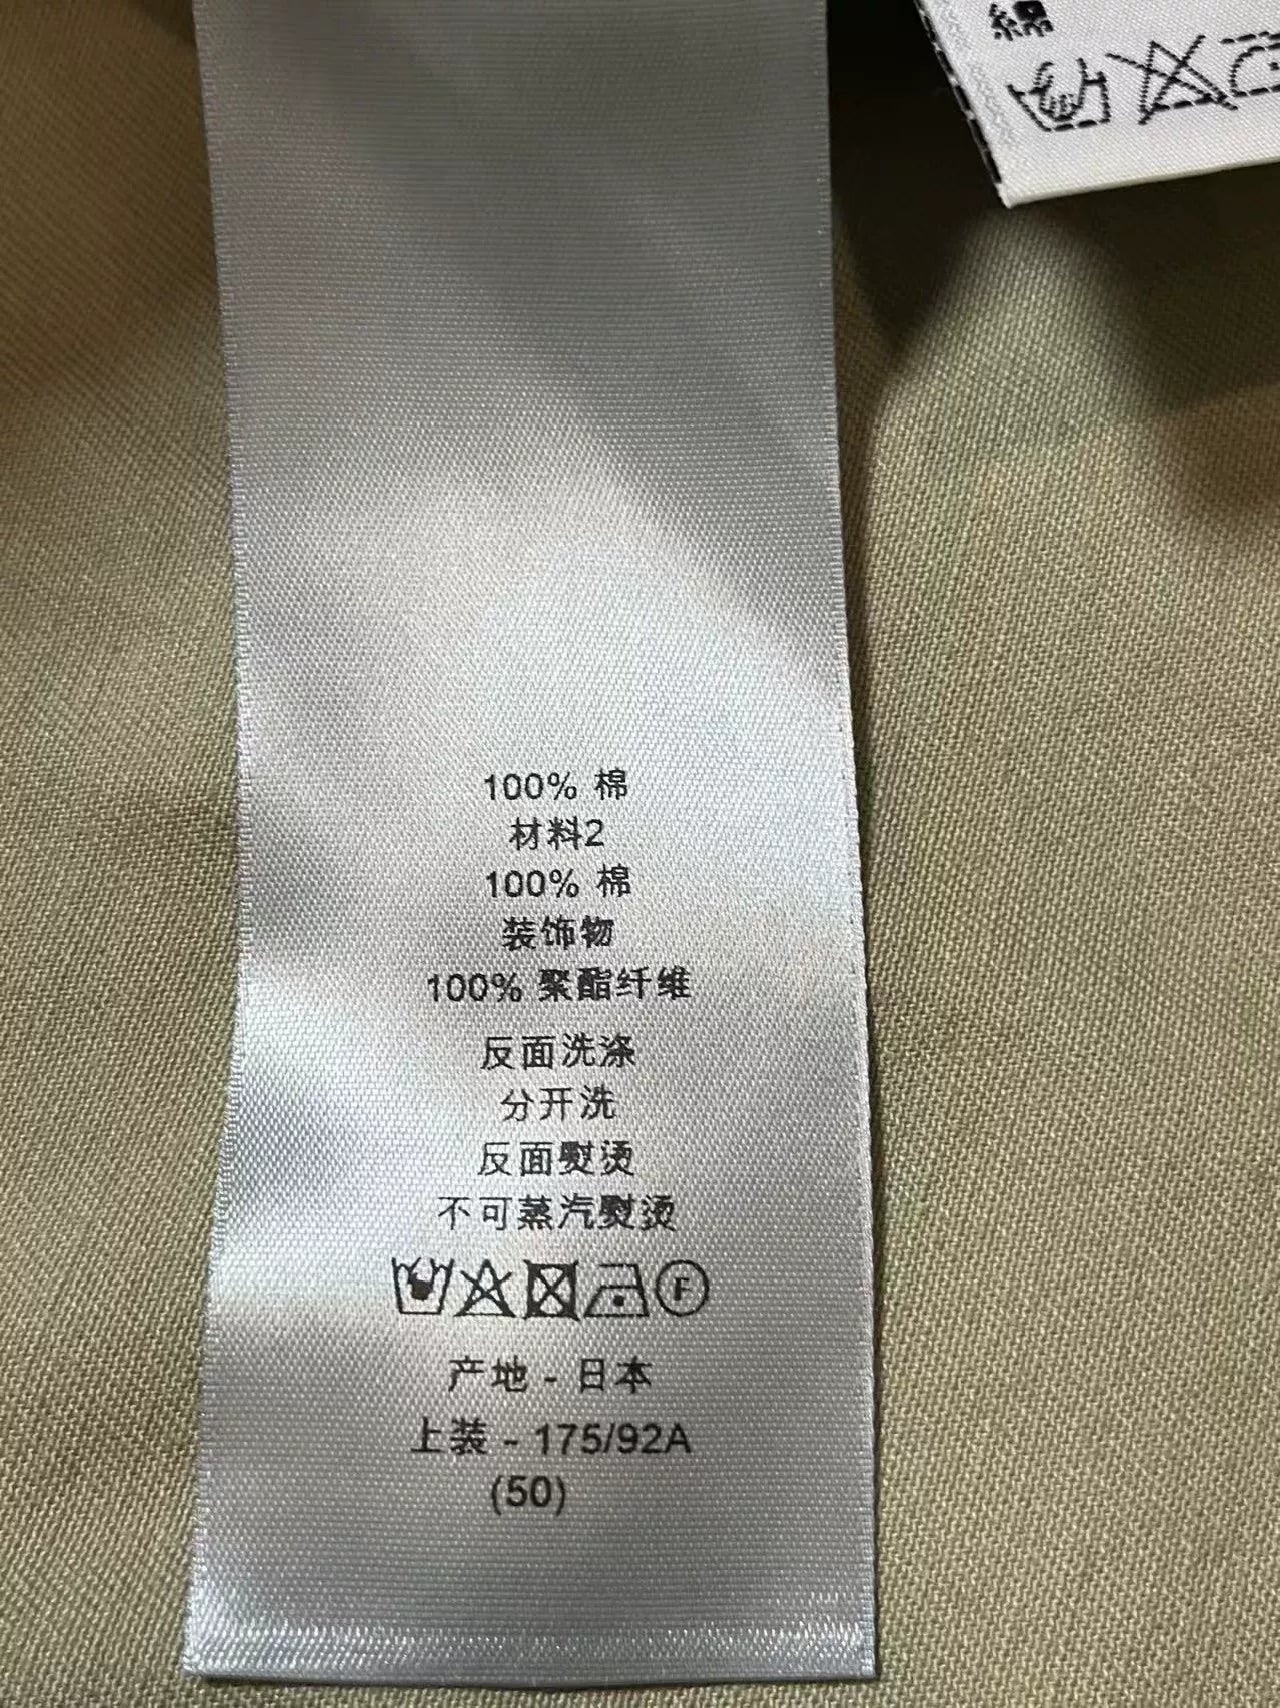 綿
100% 棉
材料2
100% 棉
装饰物
100% 聚酯纤维
反面洗涤
分开洗
反面熨烫
不可蒸汽熨烫
F
产地 - 日本
上装 - 175/92A
(50)